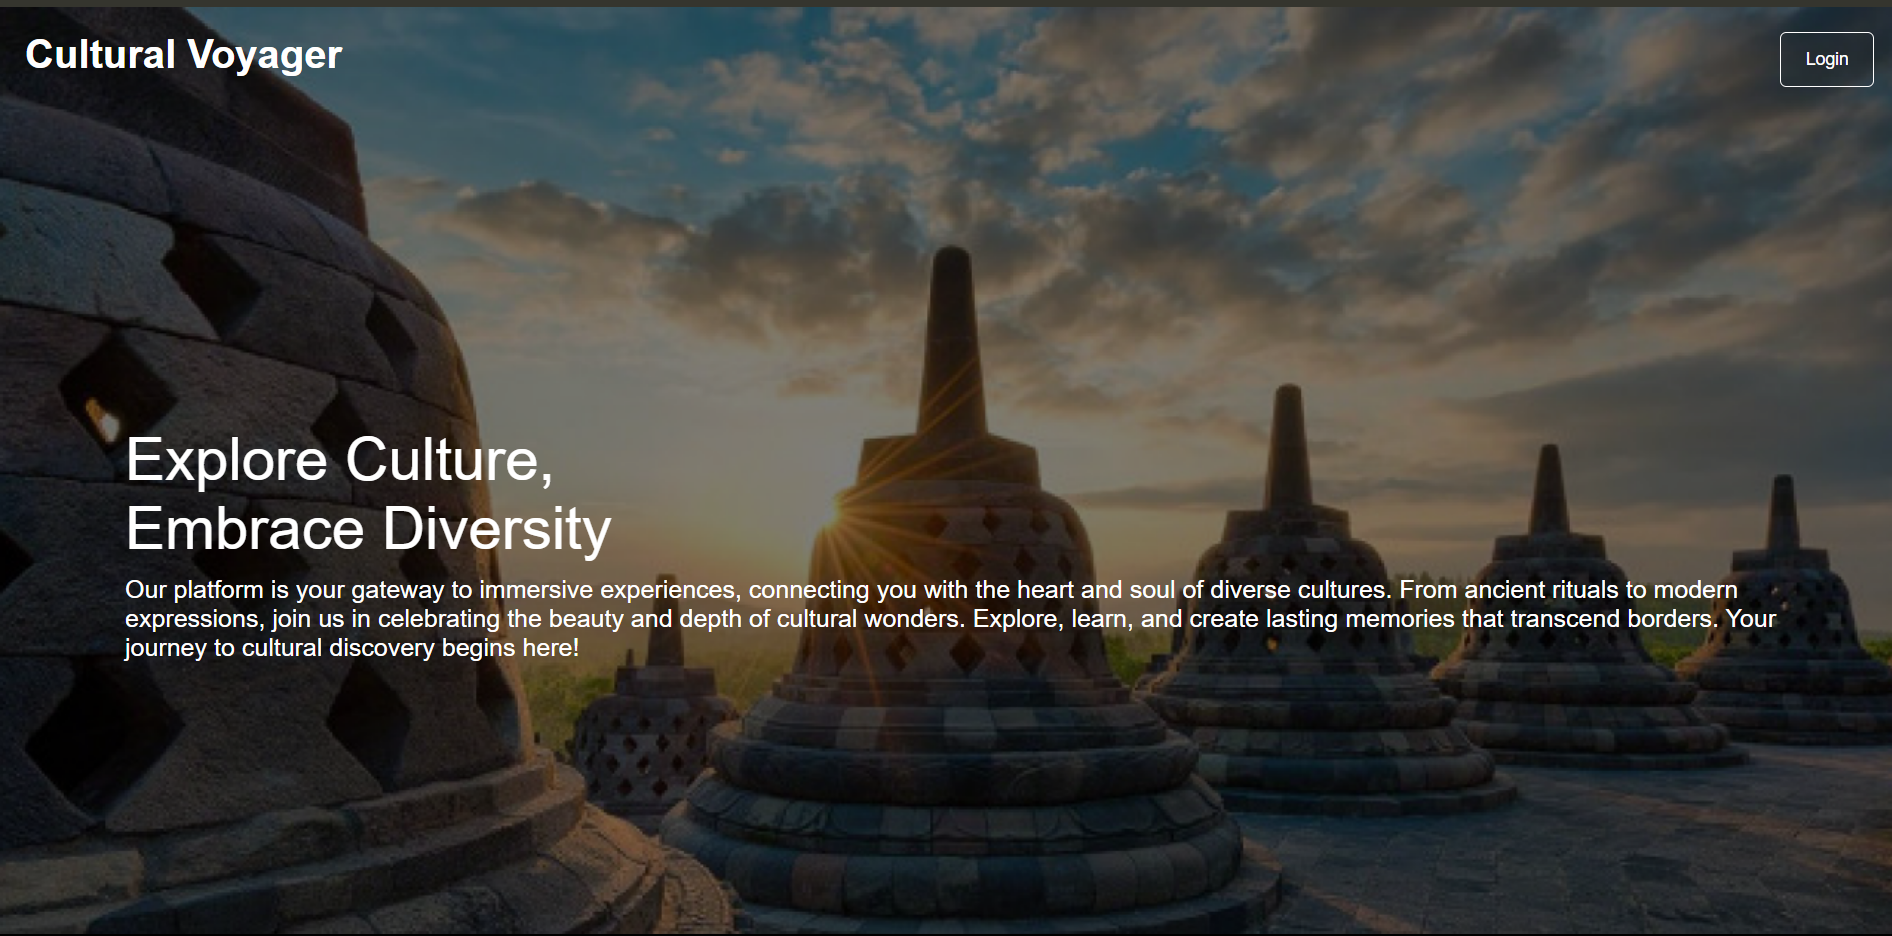 Cultural Voyager
Login
Explore Culture,
Embrace Diversity
Our platform is your gateway to immersive experiences, connecting you with the heart and soul of diverse cultures. From ancient rituals to modern
expressions, join us in celebrating the beauty and depth of cultural wonders. Explore, learn, and create lasting memories that transcend borders. Your
journey to cultural discovery begins here!